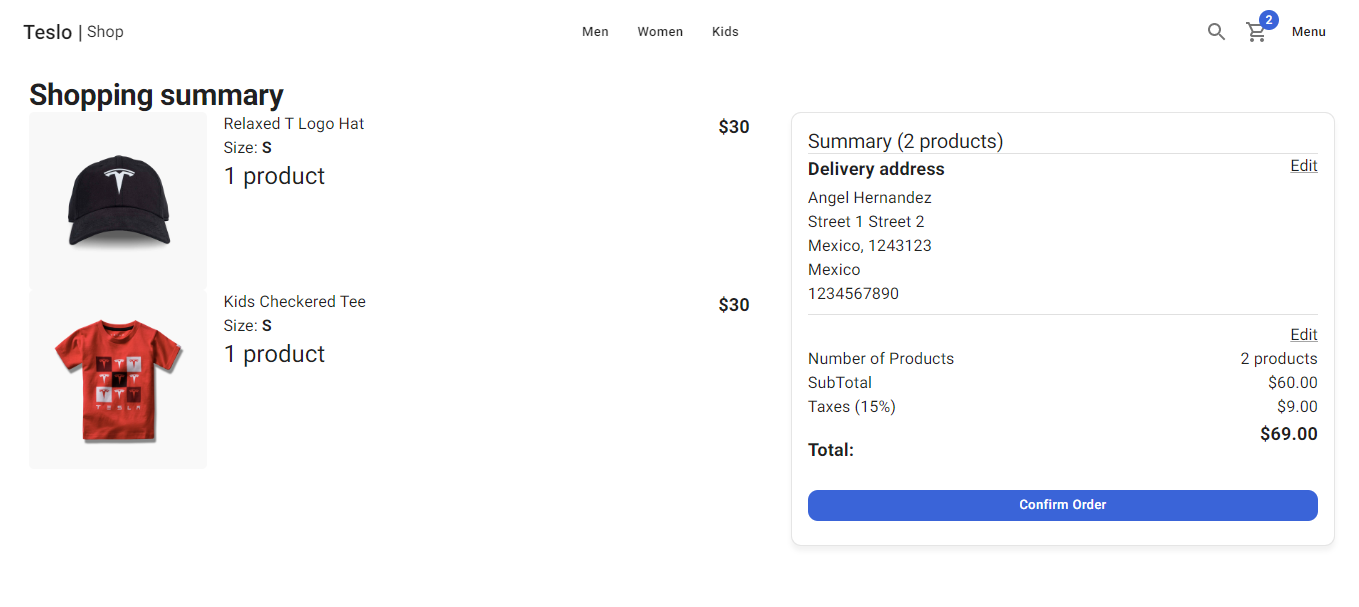 Teslo | Shop
Men Women Kids
2
Menu
Shopping summary
Relaxed T Logo Hat
Size: S
1 product
$30
Kids Checkered Tee
Size: S
1 product
$30
TESLA
Summary (2 products)
Delivery address Edit
Angel Hernandez
Street 1 Street 2
Mexico, 1243123
Mexico
1234567890
Edit
Number of Products 2 products
SubTotal $60.00
Taxes (15%) $9.00
Total: $69.00
Confirm Order